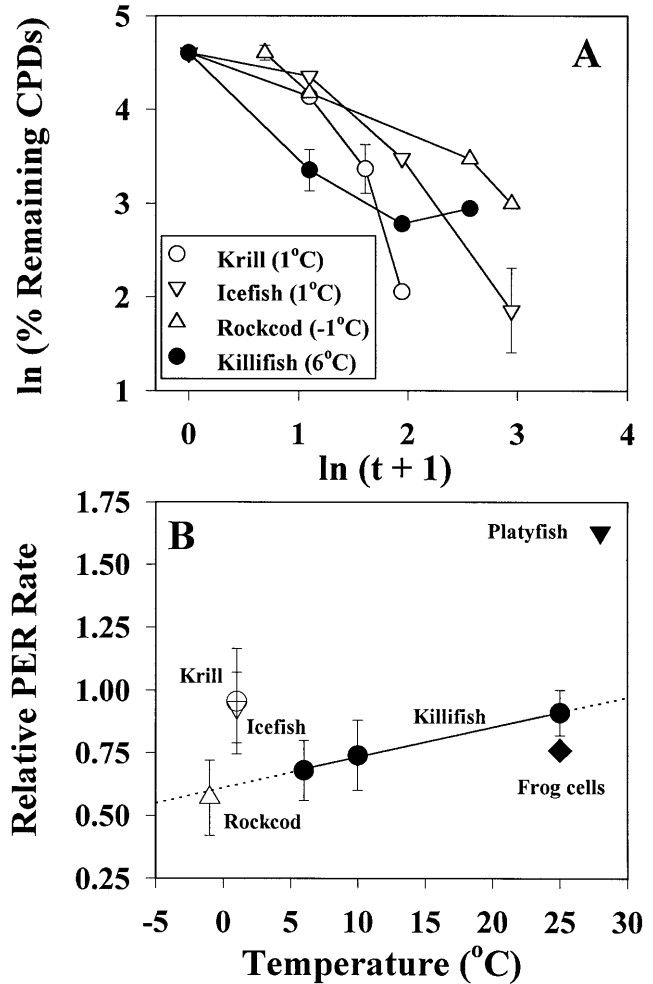 A
5
4
3
2
1
ln (% Remaining CPDs)
Krill (1°C)
Icefish (1°C)
Rockcod (-1°C)
Killifish (6°C)
0 1 2 3 4
ln (t + 1)
B
1.75
1.50
1.25
1.00
0.75
0.50
0.25
Relative PER Rate
Platyfish
Krill
Icefish
Killifish
Frog cells
Rockcod
-5 0 5 10 15 20 25 30
Temperature (°C)